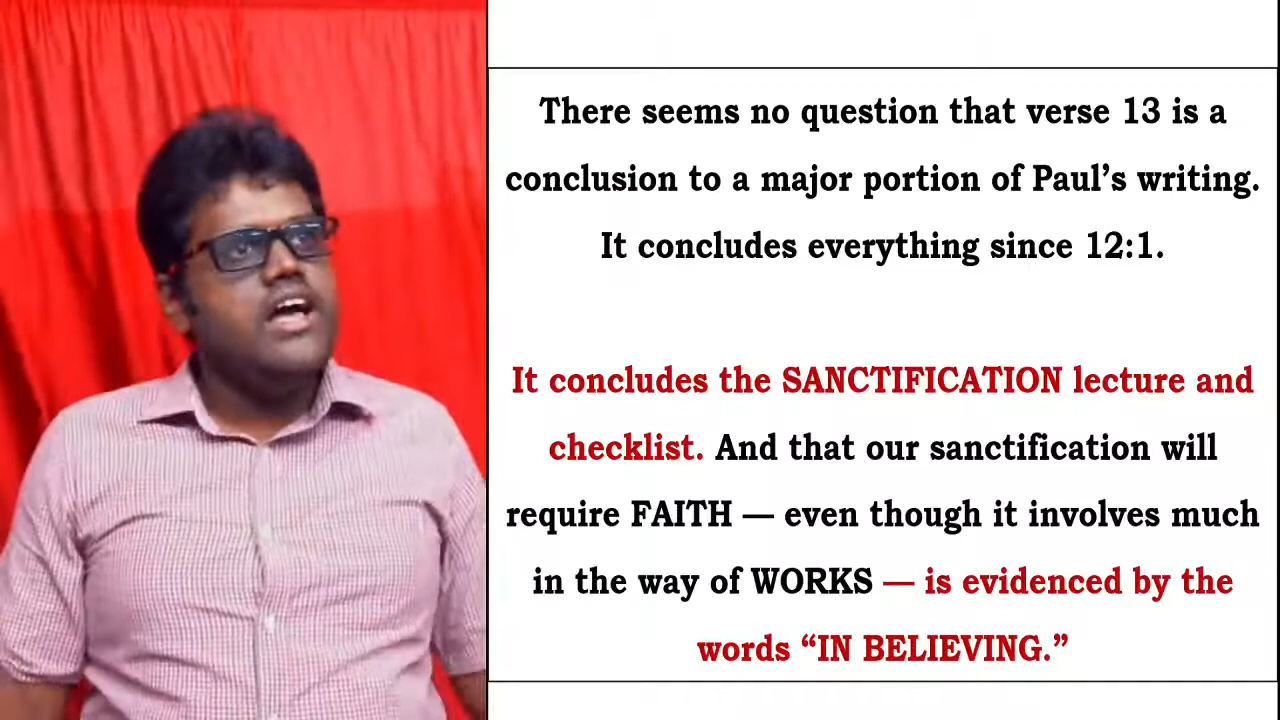 There seems no question that verse 13 is a
conclusion to a major portion of Paul’s writing.
It concludes everything since 12:1.
It concludes the SANCTIFICATION lecture and
checklist. And that our sanctification will
require FAITH — even though it involves much
in the way of WORKS — is evidenced by the
words “IN BELIEVING.”